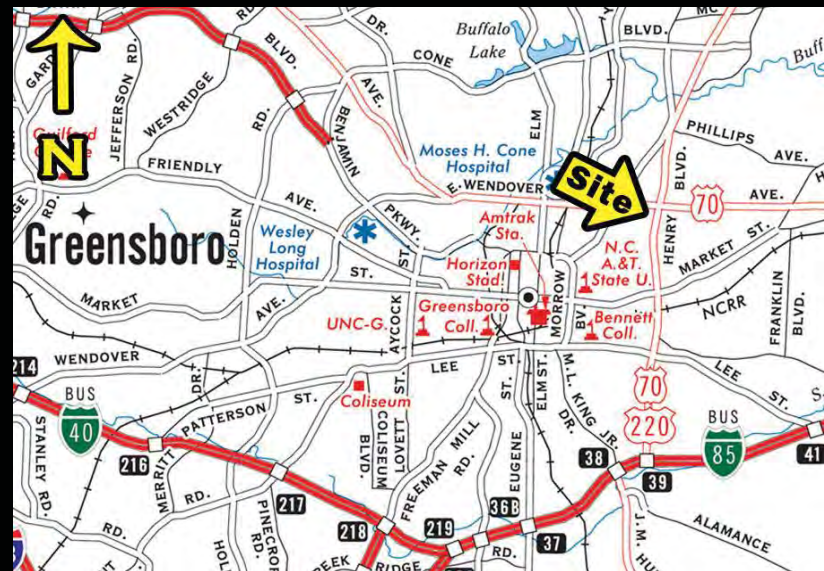 RD.
BLVD.
DR.
Buffalo
Lake
BLVD.
MC
GARD
JEFFERSON RD.
WESTRIDGE
RD.
BENJAMIN
AVE.
CONE
ELM
Buff
N
Guilford
FRIENDLY
AVE.
Moses H. Cone
Hospital
E. WENDOVER
Site
PHILLIPS
AVE.
HENRY BLVD.
70
AVE.
RD.
Greensboro
HOLDEN
Wesley
Long
Hospital
PKWY.
Amtrak
Sta.
Horizon
Stad!
N.C.
A.&T.
State U.
MARKET ST.
MARKET
ST.
AVE.
UNC-G.
AYCOCK ST.
Greensboro
Coll.
MORROW
BV.
Bennett
Coll.
NCRR
FRANKLIN
BLVD.
WENDOVER
DR.
214
BUS
40
PATTERSON
ST.
Coliseum
LEE
ST.
ST.
ELM ST.
M.L. KING JR.
DR.
70
220
LEE
ST.
BUS
85
STANLEY RD.
216
MERRITT
RD.
COLISEUM
BLVD.
LOVETT
FREEMAN MILL
RD.
EUGENE
38
39
41
217
218
219
36B
37
RD.
PINECROFT
RD.
RIDGE
RD.
J. M.
ALAMANCE